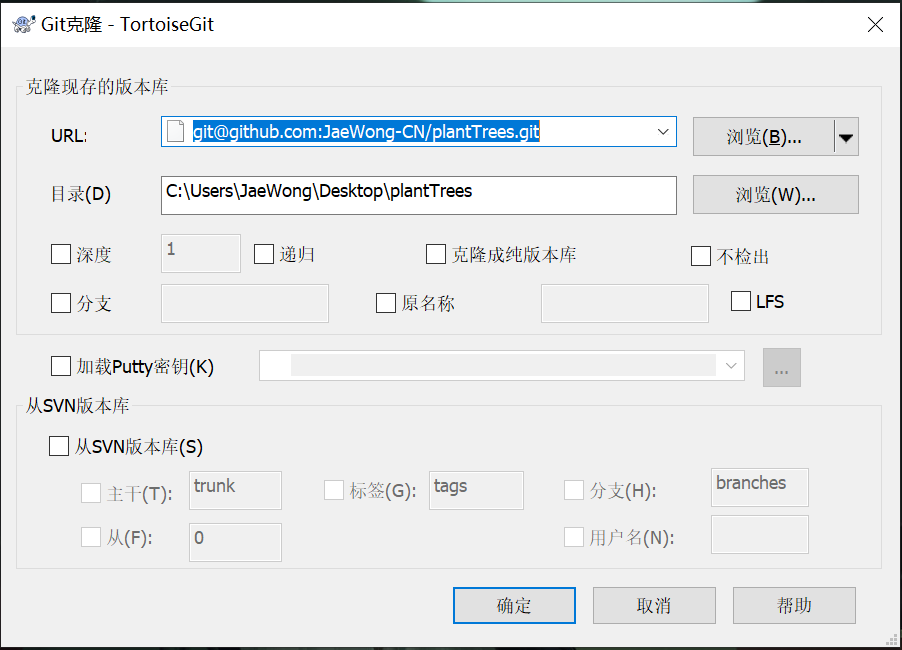 Git克隆 - TortoiseGit
克隆现存的版本库
URL: git@github.com:JaeWong-CN/plantTrees.git 浏览(B)...
目录(D) C:\Users\JaeWong\Desktop\plantTrees 浏览(W)...
深度 1 递归 克隆成纯版本库 不检出
分支 原名称 LFS
加载Putty密钥(K) ...
从SVN版本库
从SVN版本库(S)
主干(T): trunk 标签(G): tags 分支(H): branches
从(F): 0 用户名(N):
确定 取消 帮助